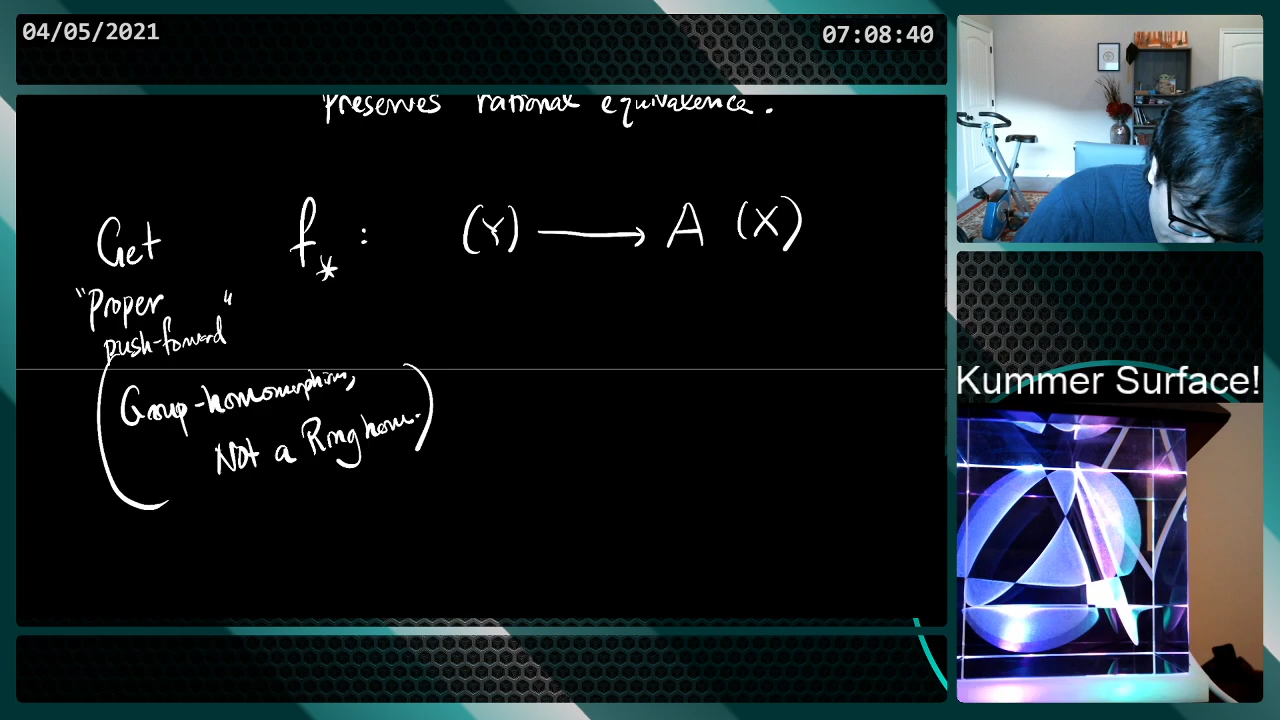 04/05/2021
07:08:40
preserves rational equivalence.
Get f⁎ : (Y) ⟶ A (X)
"Proper "
push-forward
(Group-homomorphism,
Not a Ring hom.)
Kummer Surface!